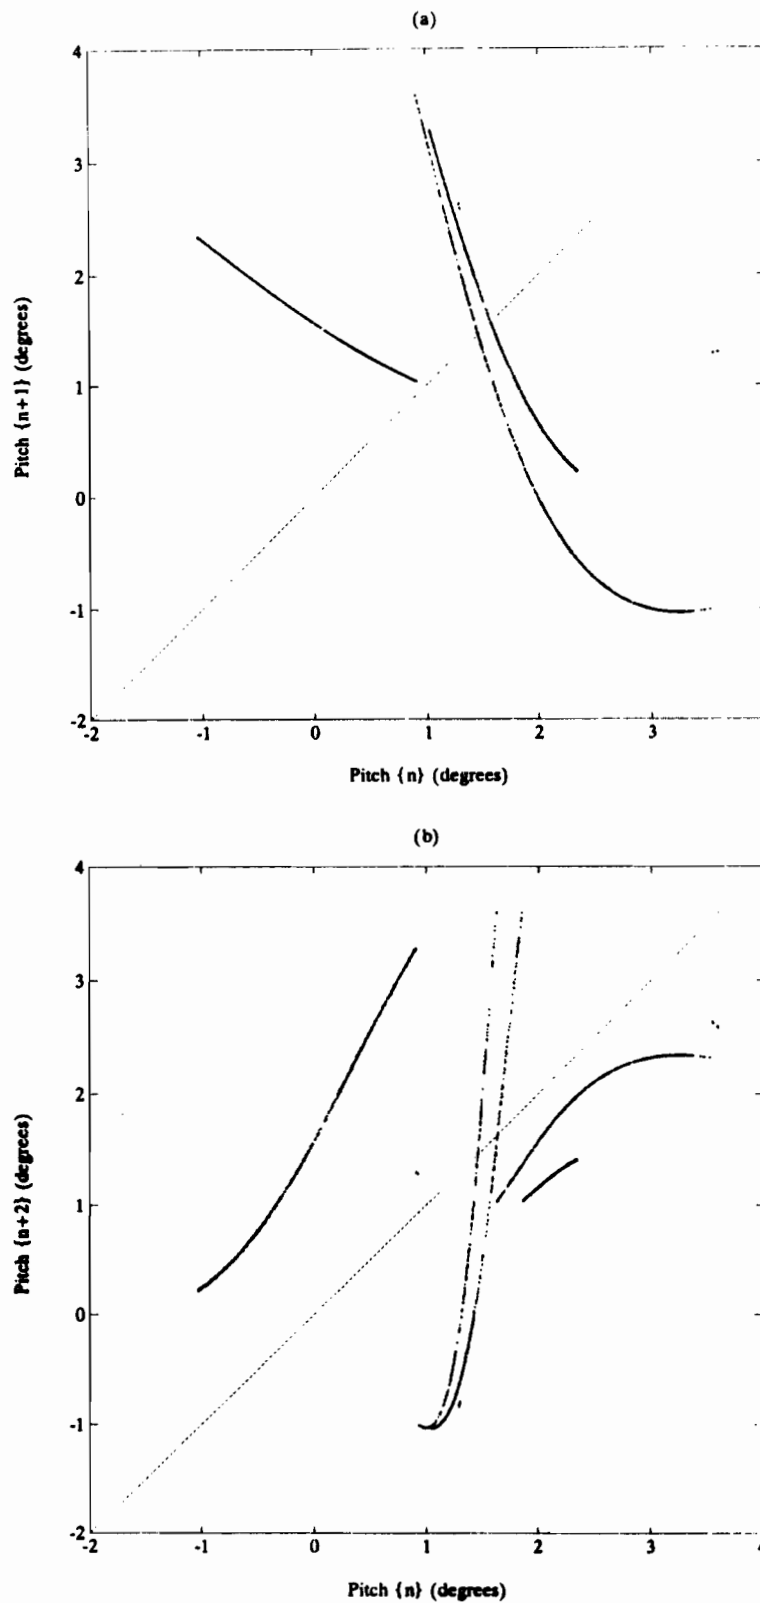 (a)
4
3
2
1
0
-1
-2
Pitch {n+1} (degrees)
-2 -1 0 1 2 3
Pitch {n} (degrees)
(b)
4
3
2
1
0
-1
-2
Pitch {n+2} (degrees)
-2 -1 0 1 2 3 4
Pitch {n} (degrees)